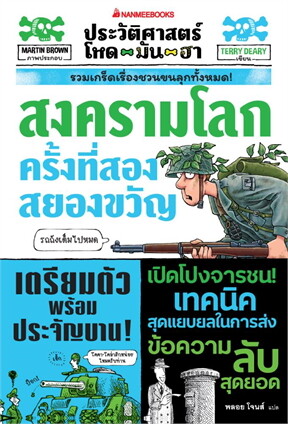 NANMEEBOOKS
ประวัติศาสตร์
โหด มัน ฮา
MARTIN BROWN
ภาพประกอบ
TERRY DEARY
เขียน
รวมเกร็ดเรื่องชวนขนลุกทั้งหมด!
สงครามโลก
ครั้งที่สอง
สยองขวัญ
รถถังเต็มไปหมด
เตรียมตัว
พร้อม
ประจัญบาน!
เปิดโปงจารชน!
เทคนิค
สุดแยบยลในการส่ง
ข้อความ
ลับ
สุดยอด
พลอย โจนส์ แปล